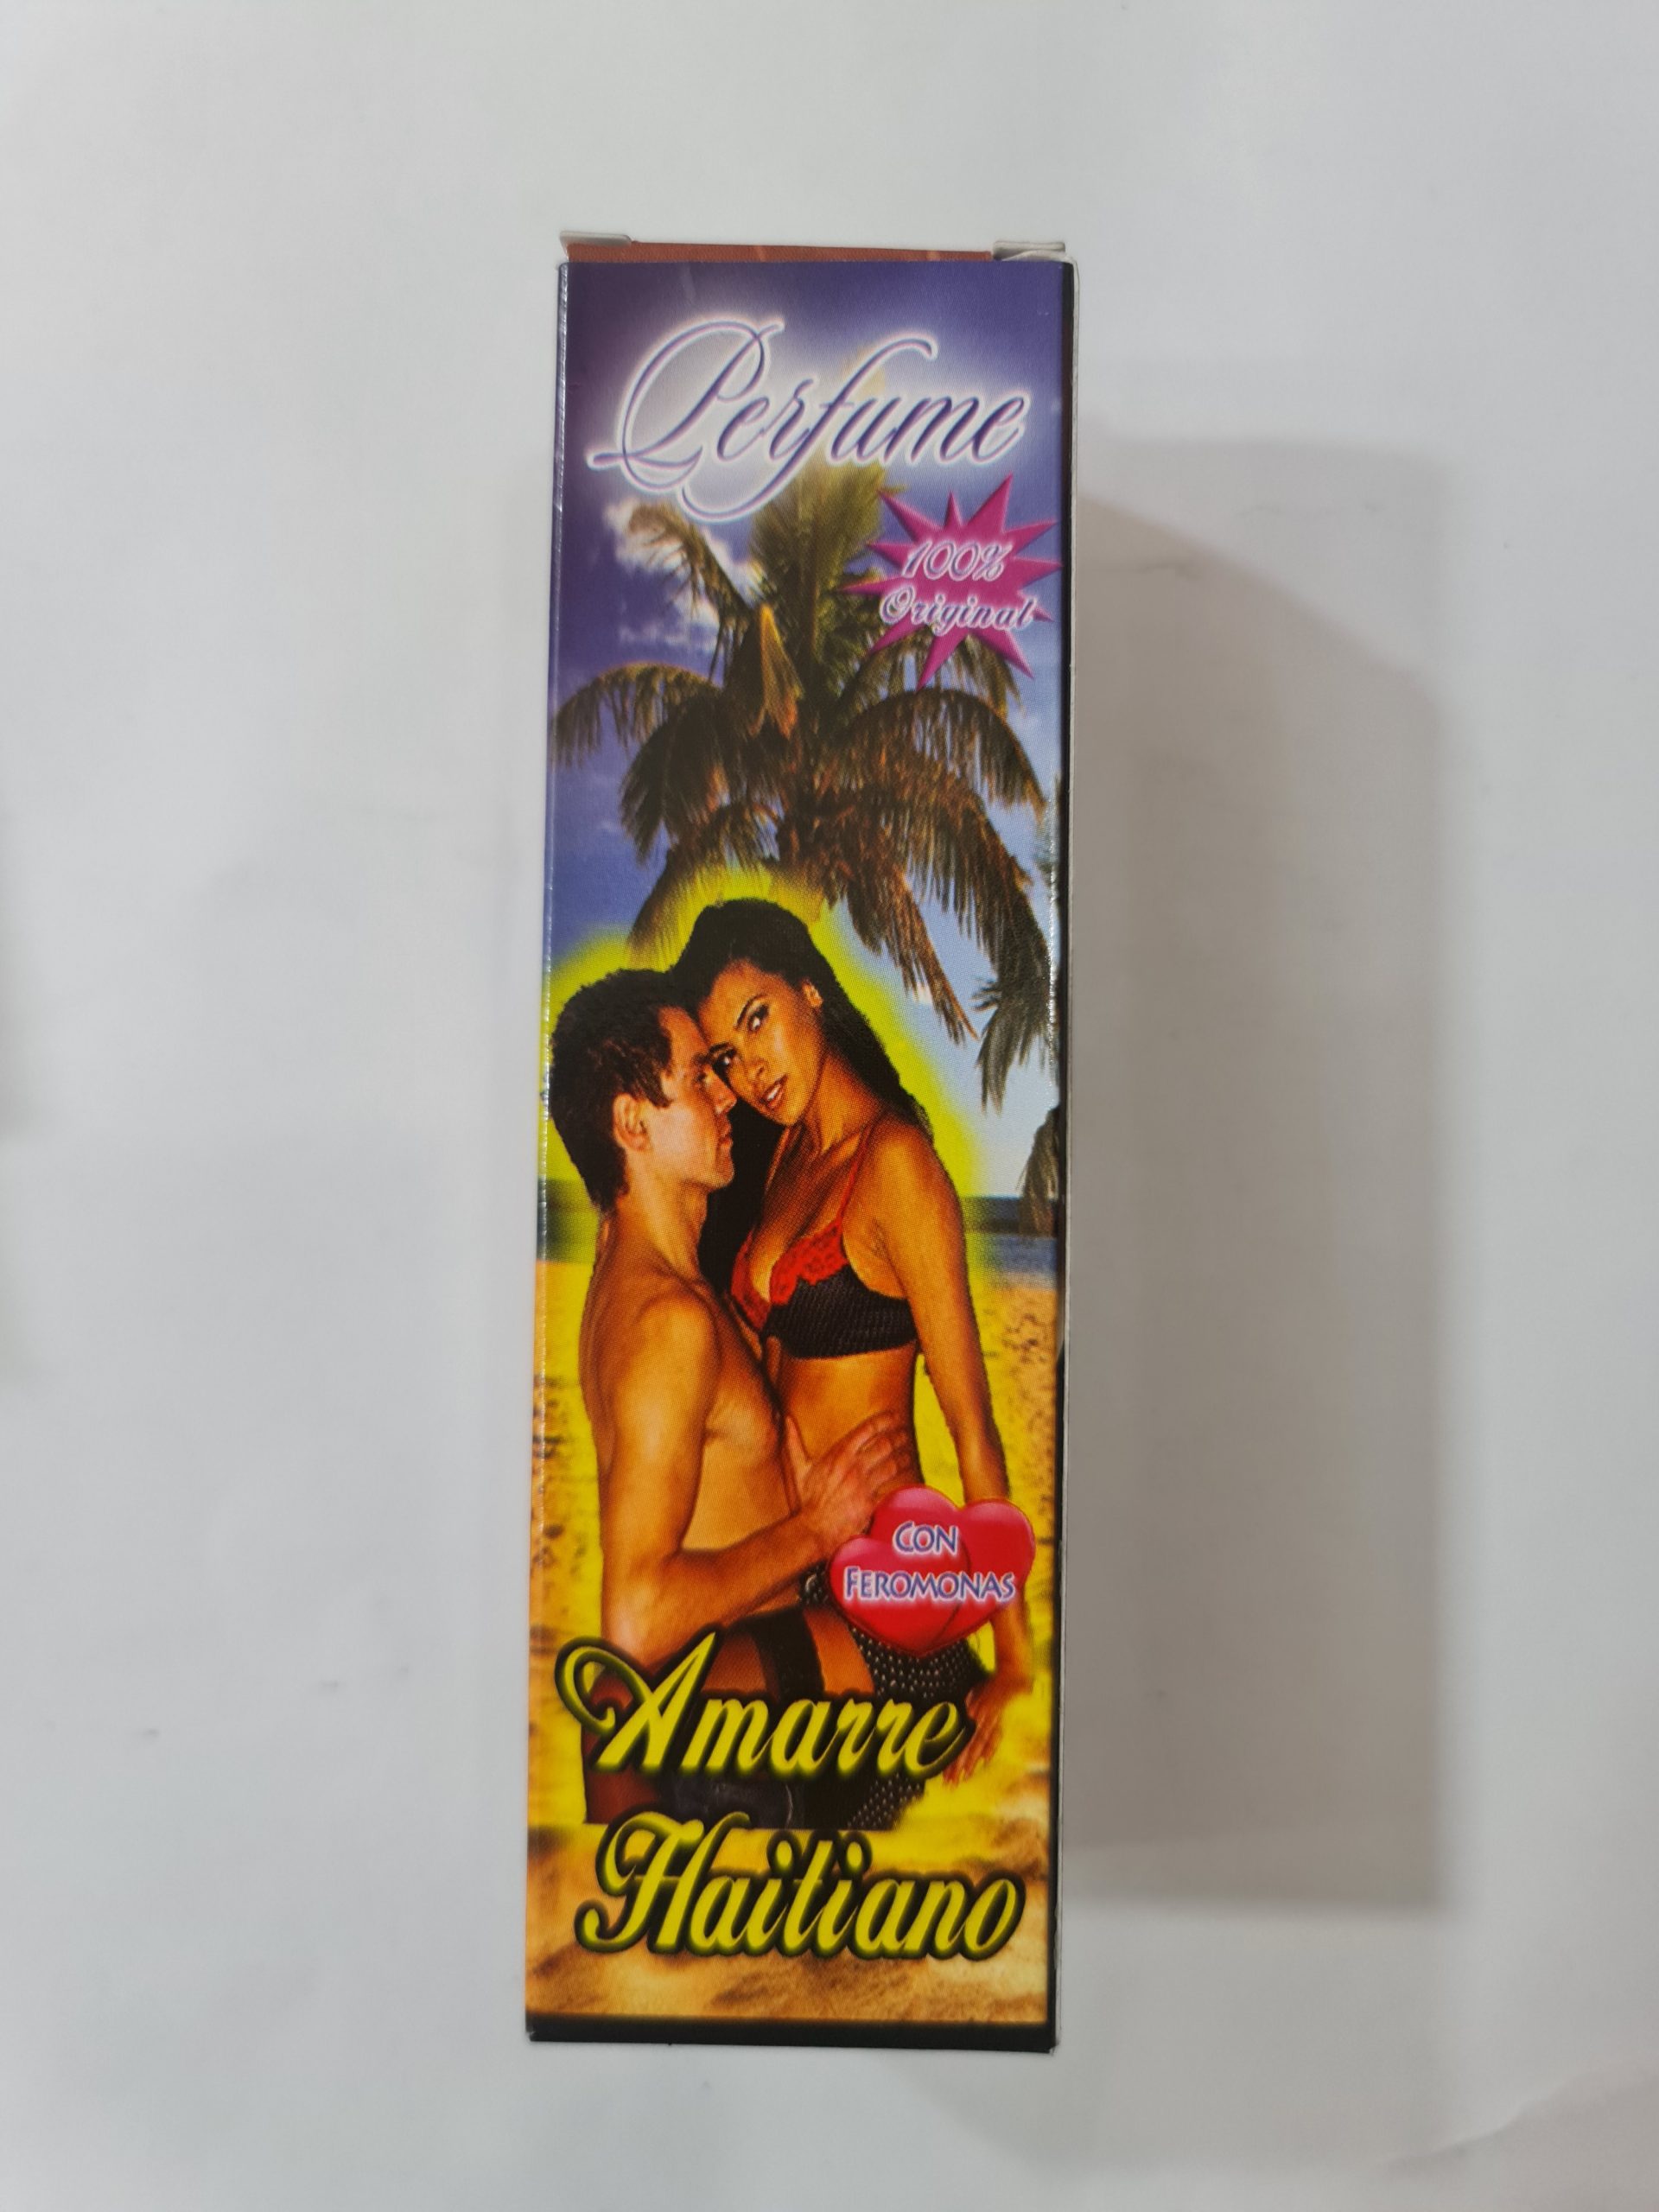 Perfume
100%
Original
CON
FEROMONAS
Amarre
Haitiano